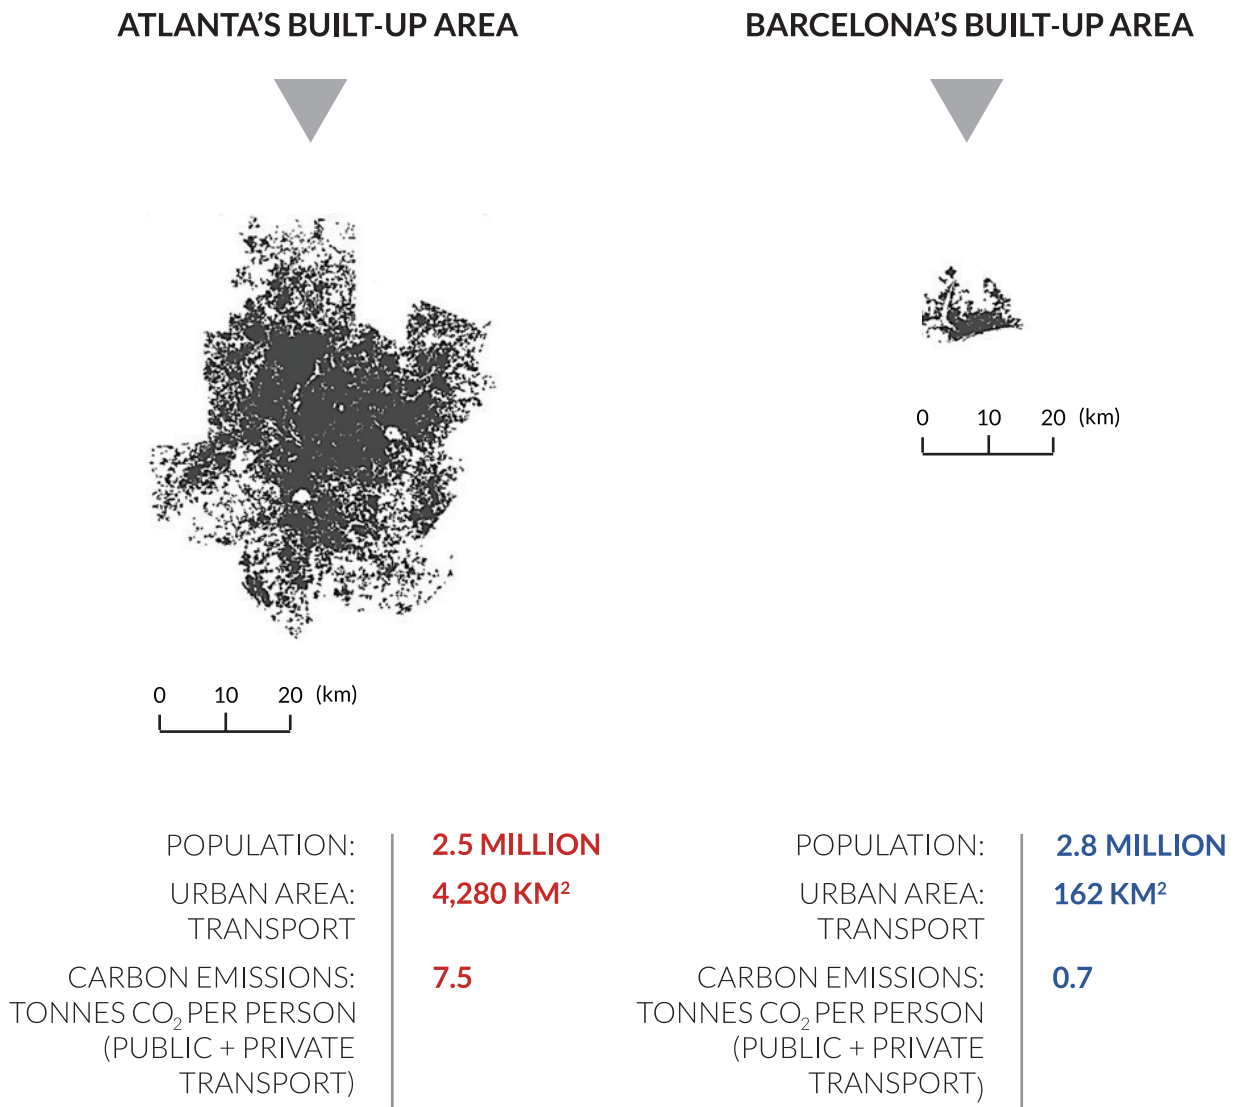 ATLANTA'S BUILT-UP AREA
BARCELONA'S BUILT-UP AREA
0 10 20 (km)
0 10 20 (km)
POPULATION: 2.5 MILLION
URBAN AREA: 4,280 KM²
TRANSPORT
CARBON EMISSIONS: 7.5
TONNES CO₂ PER PERSON
(PUBLIC + PRIVATE
TRANSPORT)
POPULATION: 2.8 MILLION
URBAN AREA: 162 KM²
TRANSPORT
CARBON EMISSIONS: 0.7
TONNES CO₂ PER PERSON
(PUBLIC + PRIVATE
TRANSPORT)